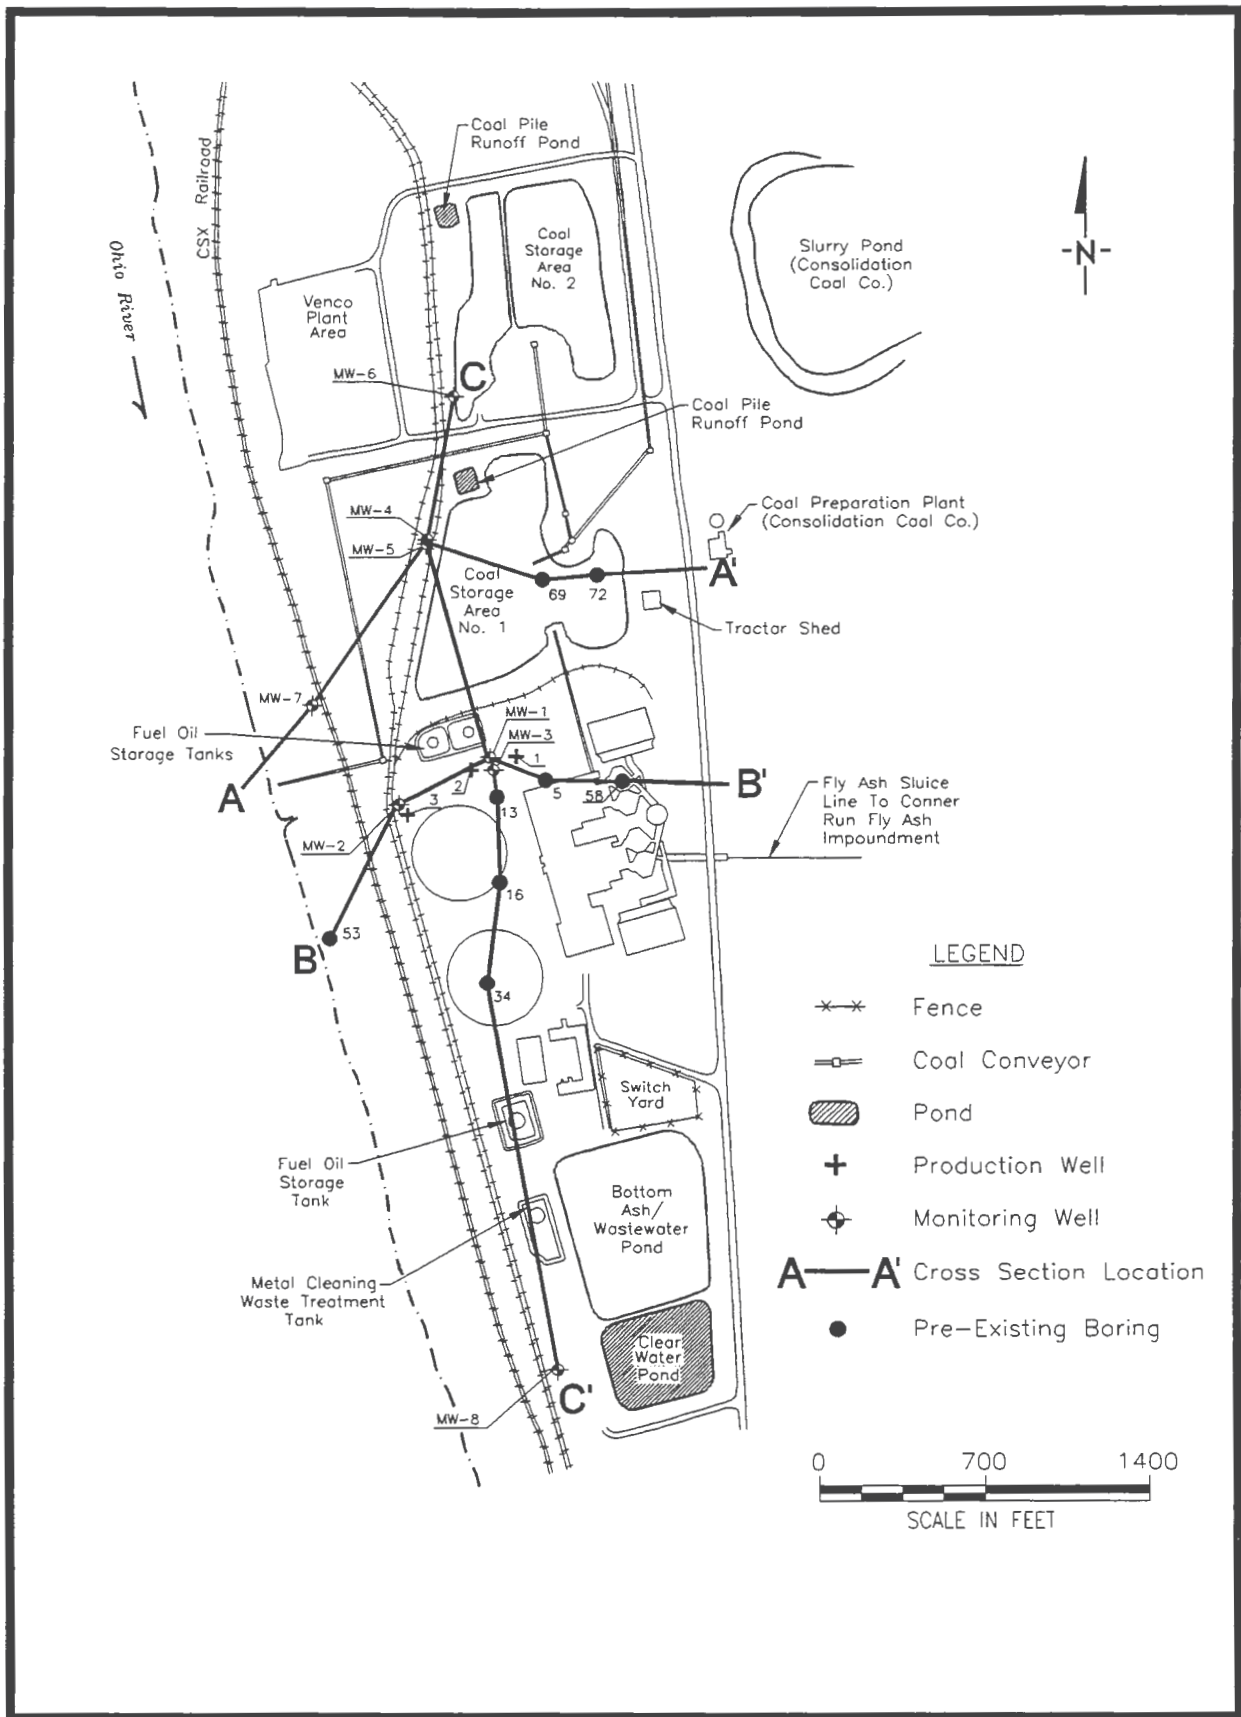 Coal Pile
Runoff Pond
CSX Railroad
Ohio River
Coal
Storage
Area
No. 2
Slurry Pond
(Consolidation
Coal Co.)
-N-
Venco
Plant
Area
MW-6
C
Coal Pile
Runoff Pond
MW-4
MW-5
Coal Preparation Plant
(Consolidation Coal Co.)
A'
Coal
Storage
Area
No. 1
69
72
Tractor Shed
MW-7
MW-1
MW-3
Fuel Oil
Storage Tanks
1
A
2
3
13
5
58
B'
Fly Ash Sluice
Line To Conner
Run Fly Ash
Impoundment
MW-2
16
53
B
34
LEGEND
Fence
Coal Conveyor
Pond
Production Well
Monitoring Well
A A' Cross Section Location
Pre-Existing Boring
Switch
Yard
Fuel Oil
Storage
Tank
Bottom
Ash/
Wastewater
Pond
Metal Cleaning
Waste Treatment
Tank
Clear
Water
Pond
C'
MW-8
0 700 1400
SCALE IN FEET